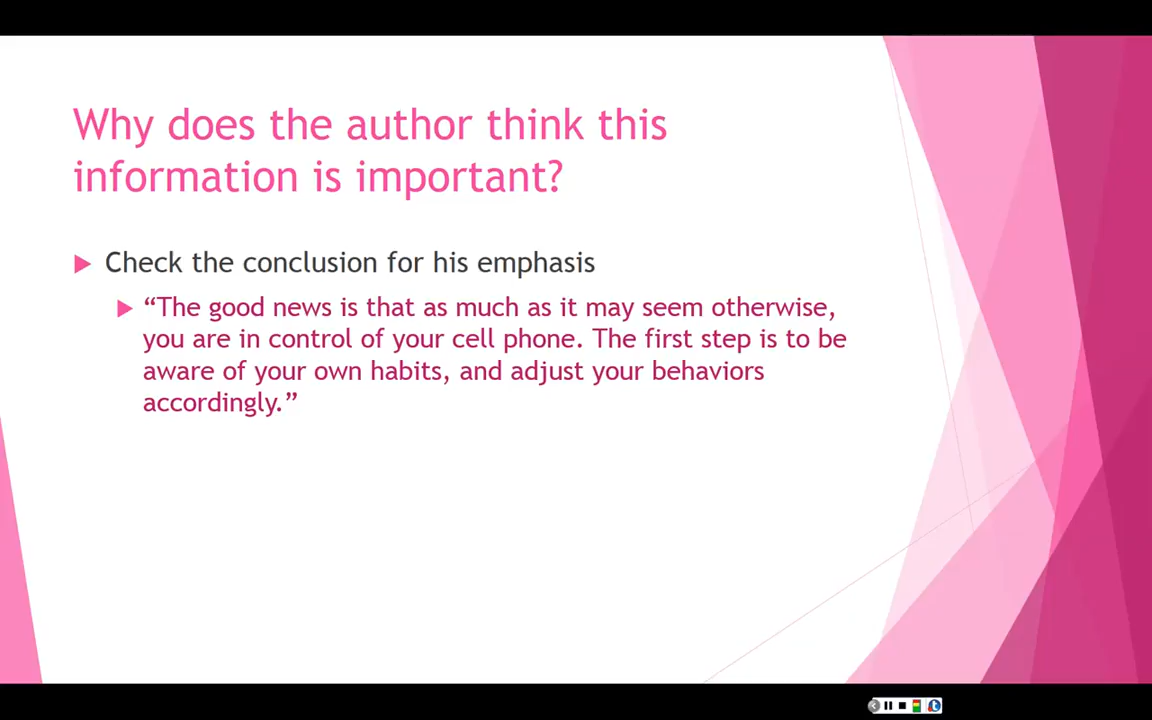 Why does the author think this
information is important?
Check the conclusion for his emphasis
“The good news is that as much as it may seem otherwise,
you are in control of your cell phone. The first step is to be
aware of your own habits, and adjust your behaviors
accordingly.”